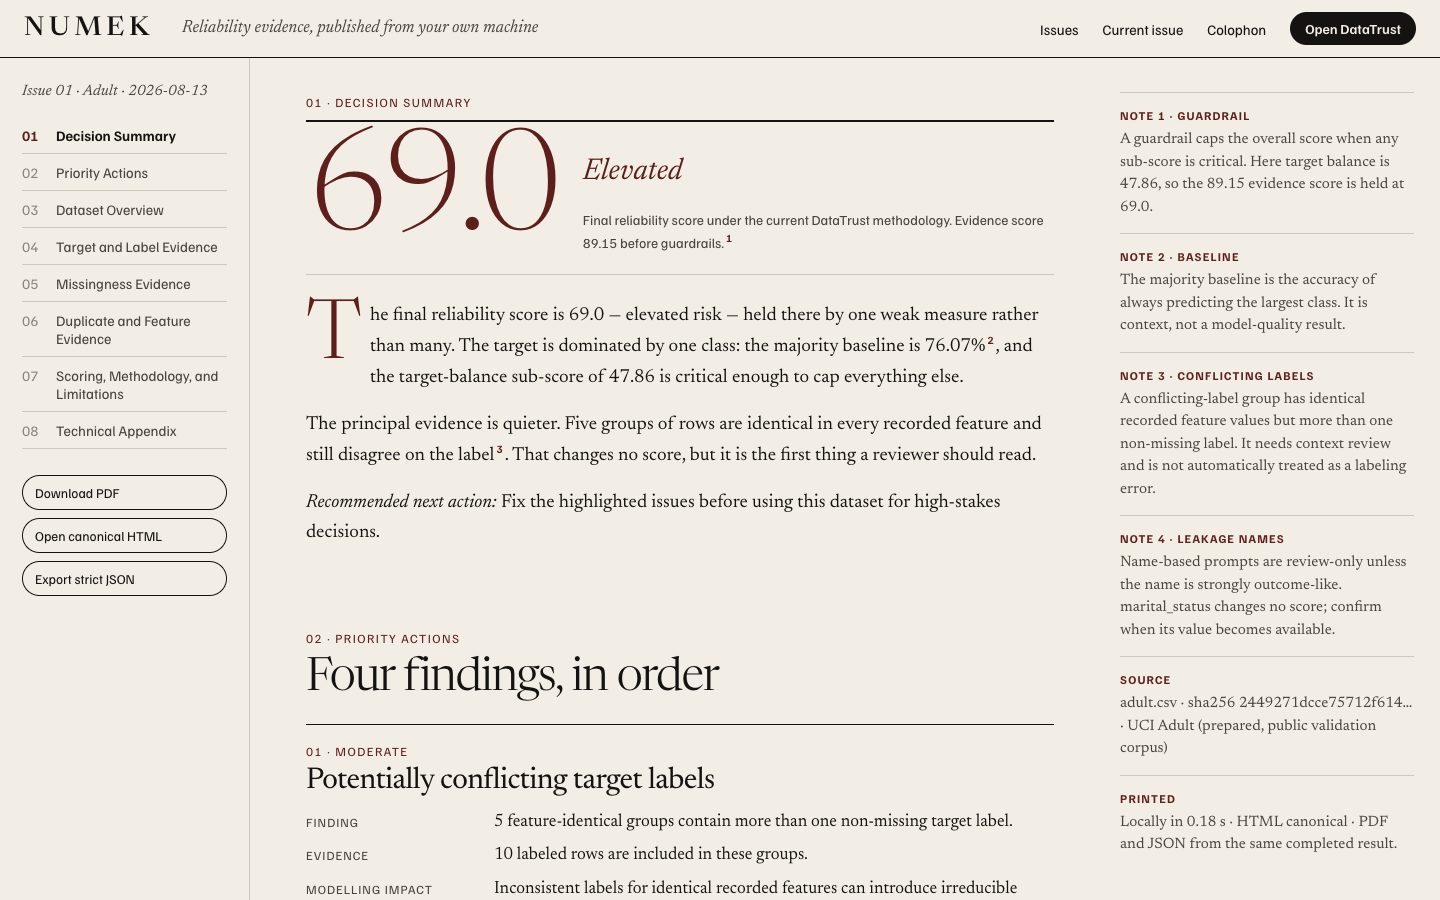 NUMEK
Reliability evidence, published from your own machine
Issues
Current issue
Colophon
Open DataTrust
Issue 01 · Adult · 2026-08-13
01 Decision Summary
02 Priority Actions
03 Dataset Overview
04 Target and Label Evidence
05 Missingness Evidence
06 Duplicate and Feature
Evidence
07 Scoring, Methodology, and
Limitations
08 Technical Appendix
Download PDF
Open canonical HTML
Export strict JSON
01 · DECISION SUMMARY
69.0
Elevated
Final reliability score under the current DataTrust methodology. Evidence score
89.15 before guardrails. 1
The final reliability score is 69.0 — elevated risk — held there by one weak measure rather
than many. The target is dominated by one class: the majority baseline is 76.07% 2, and
the target-balance sub-score of 47.86 is critical enough to cap everything else.
The principal evidence is quieter. Five groups of rows are identical in every recorded feature and
still disagree on the label 3. That changes no score, but it is the first thing a reviewer should read.
Recommended next action: Fix the highlighted issues before using this dataset for high-stakes
decisions.
02 · PRIORITY ACTIONS
Four findings, in order
01 · MODERATE
Potentially conflicting target labels
FINDING
5 feature-identical groups contain more than one non-missing target label.
EVIDENCE
10 labeled rows are included in these groups.
MODELLING IMPACT
Inconsistent labels for identical recorded features can introduce irreducible
NOTE 1 · GUARDRAIL
A guardrail caps the overall score when any
sub-score is critical. Here target balance is
47.86, so the 89.15 evidence score is held at
69.0.
NOTE 2 · BASELINE
The majority baseline is the accuracy of
always predicting the largest class. It is
context, not a model-quality result.
NOTE 3 · CONFLICTING LABELS
A conflicting-label group has identical
recorded feature values but more than one
non-missing label. It needs context review
and is not automatically treated as a labeling
error.
NOTE 4 · LEAKAGE NAMES
Name-based prompts are review-only unless
the name is strongly outcome-like.
marital_status changes no score; confirm
when its value becomes available.
SOURCE
adult.csv · sha256 2449271dcce75712f614…
· UCI Adult (prepared, public validation
corpus)
PRINTED
Locally in 0.18 s · HTML canonical · PDF
and JSON from the same completed result.